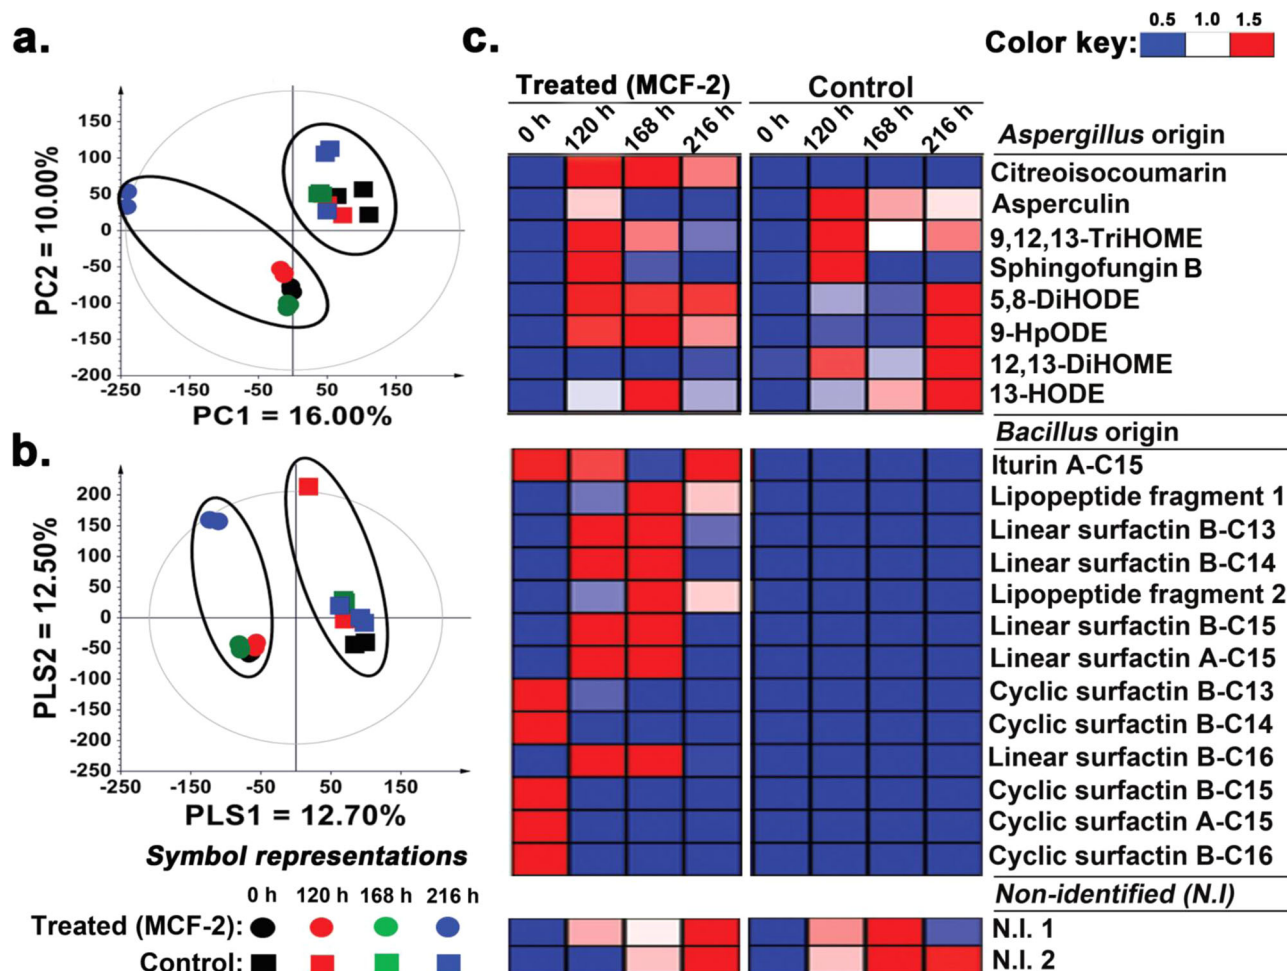 a.
PC2 = 10.00%
150
100
50
0
-50
-100
-150
-200
-250 -150 -50 50 150
PC1 = 16.00%
b.
PLS2 = 12.50%
200
150
100
50
0
-50
-100
-150
-200
-250
-250 -150 -50 50 150
PLS1 = 12.70%
Symbol representations
0 h 120 h 168 h 216 h
Treated (MCF-2):
Control:
c.
Color key: 0.5 1.0 1.5
Treated (MCF-2) Control
0 h 120 h 168 h 216 h 0 h 120 h 168 h 216 h
Aspergillus origin
Citreoisocoumarin
Asperculin
9,12,13-TriHOME
Sphingofungin B
5,8-DiHODE
9-HpODE
12,13-DiHOME
13-HODE
Bacillus origin
Iturin A-C15
Lipopeptide fragment 1
Linear surfactin B-C13
Linear surfactin B-C14
Lipopeptide fragment 2
Linear surfactin B-C15
Linear surfactin A-C15
Cyclic surfactin B-C13
Cyclic surfactin B-C14
Linear surfactin B-C16
Cyclic surfactin B-C15
Cyclic surfactin A-C15
Cyclic surfactin B-C16
Non-identified (N.I)
N.I. 1
N.I. 2